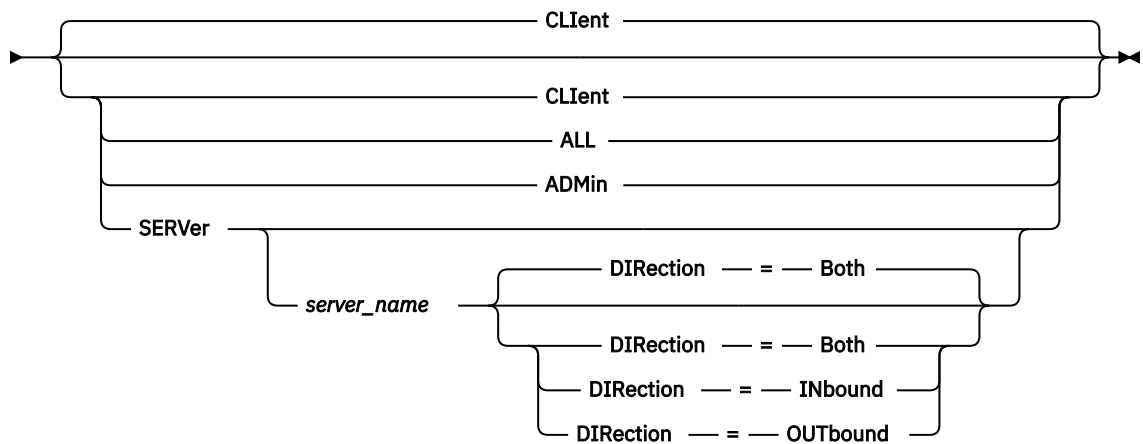 CLIent
CLIent
ALL
ADMin
SERVer
DIRection = Both
server_name
DIRection = Both
DIRection = INbound
DIRection = OUTbound